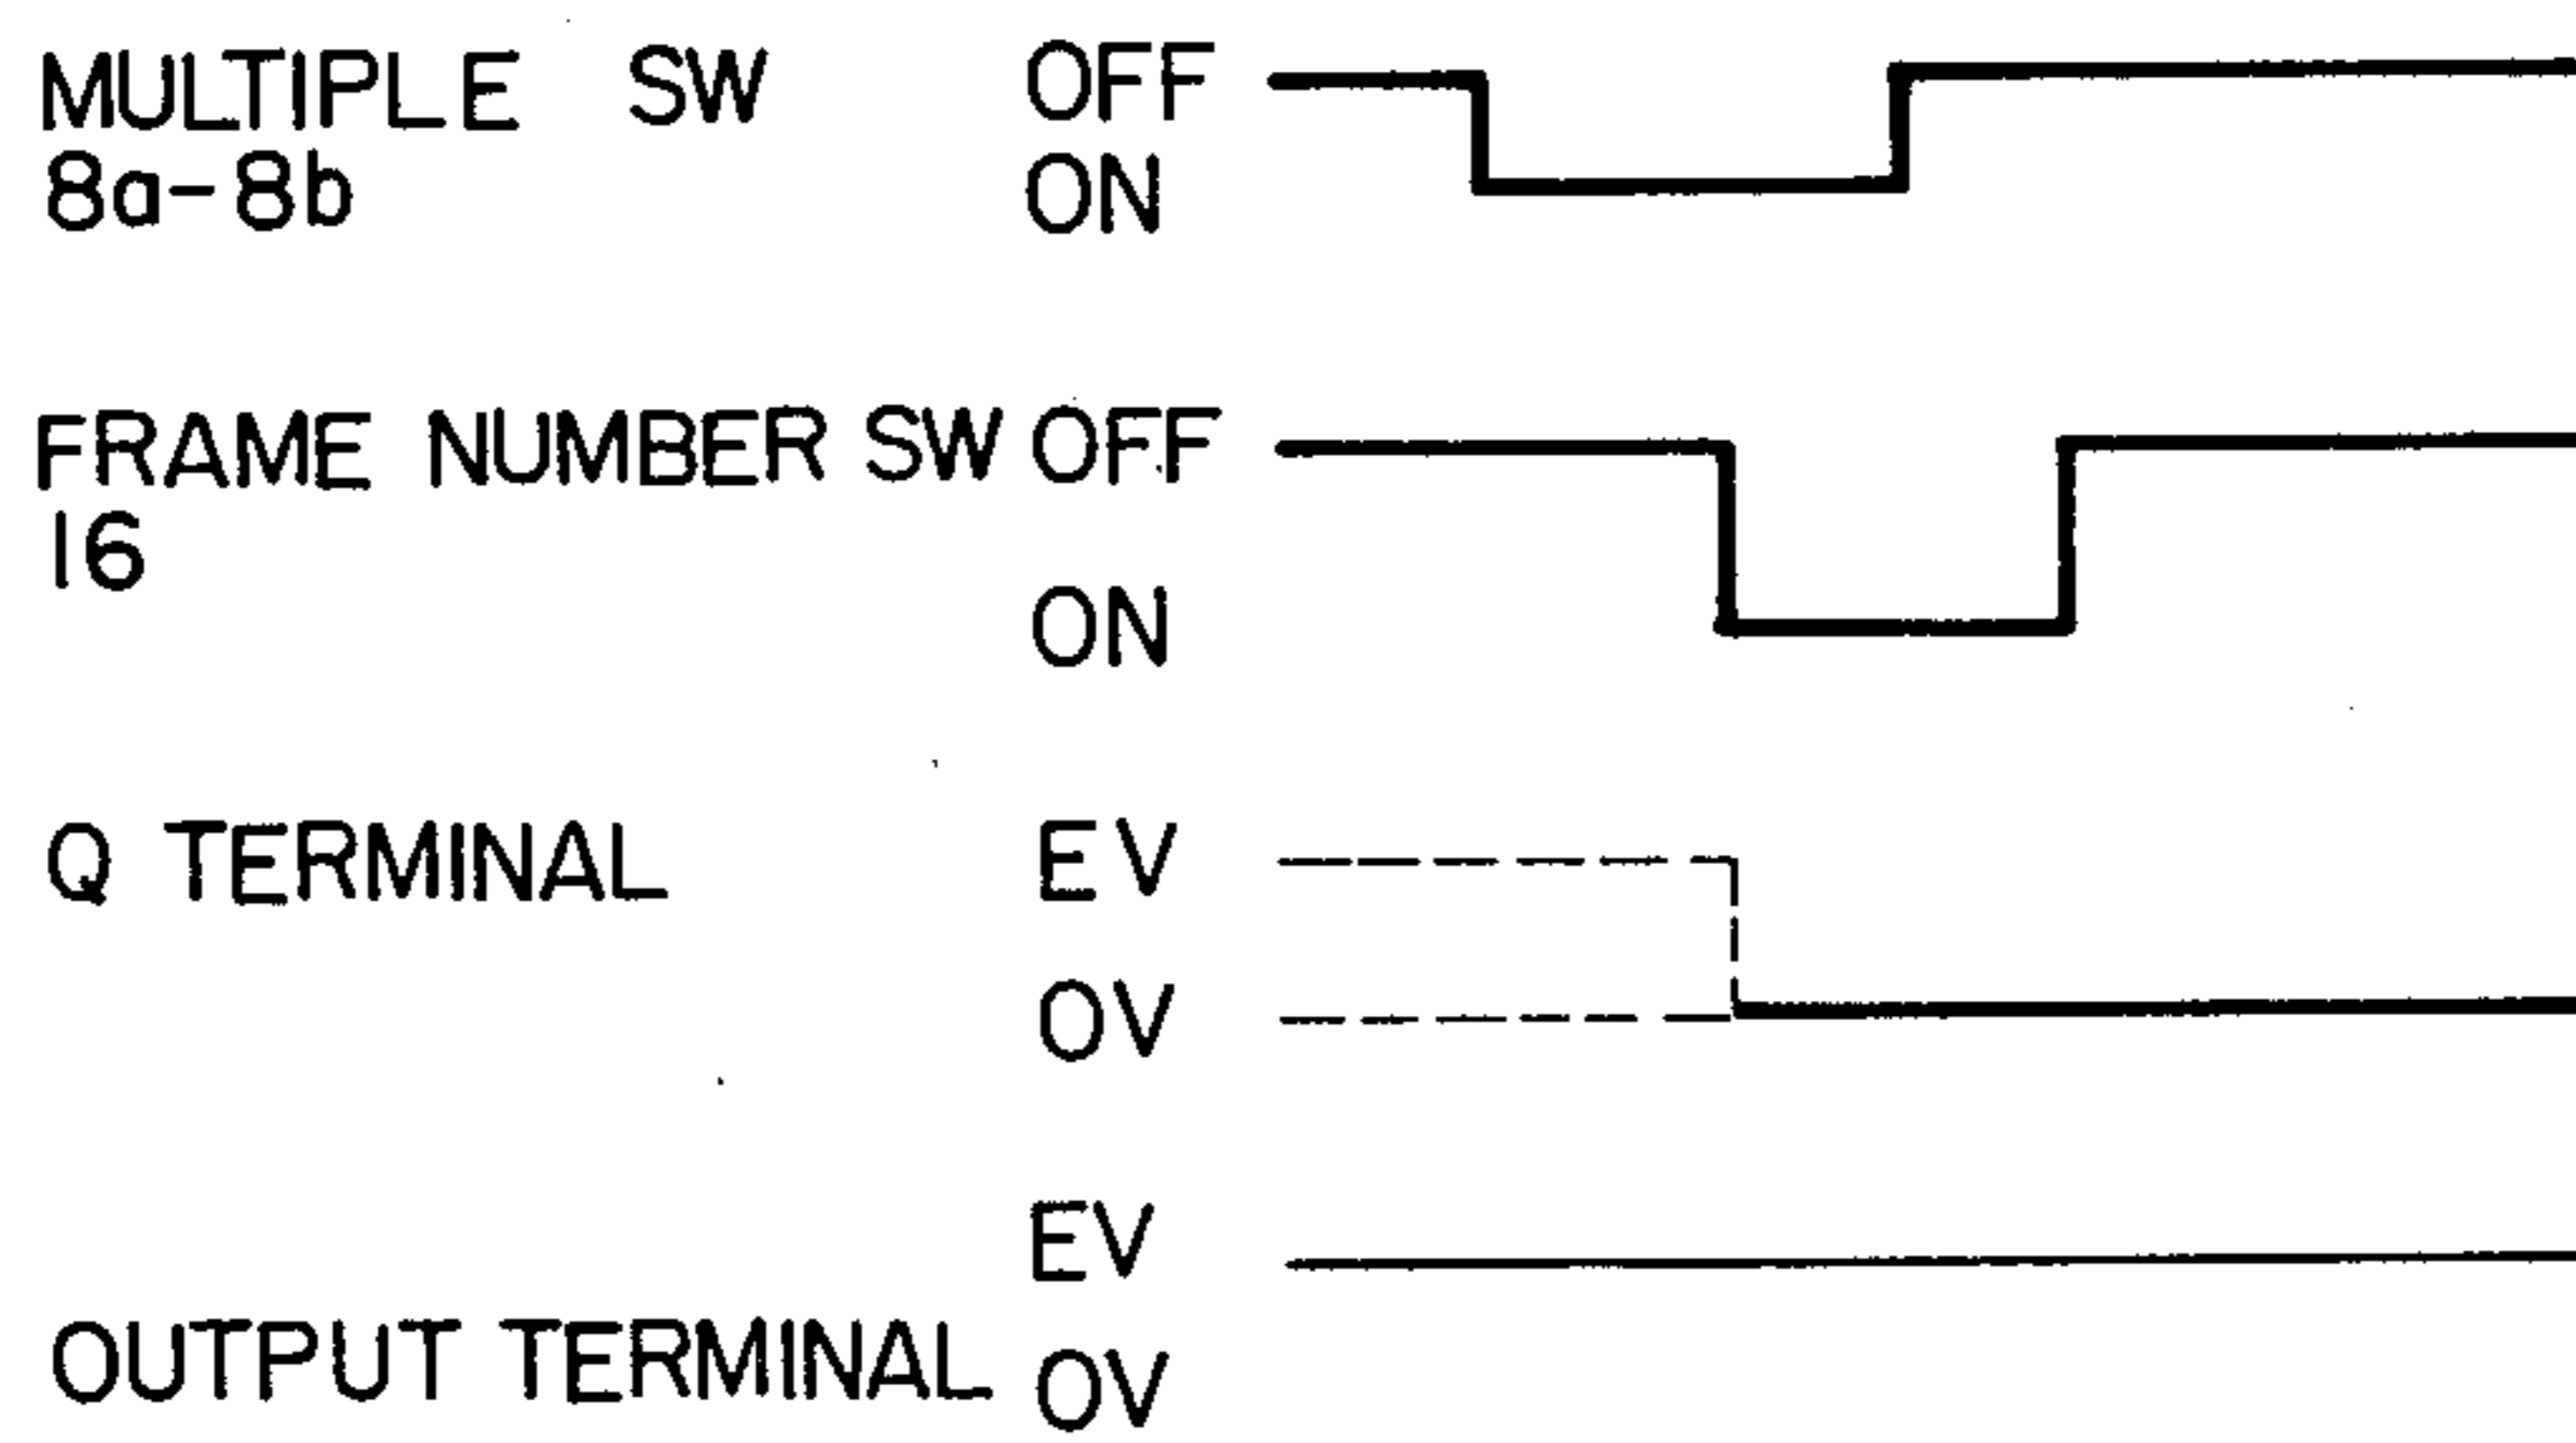 MULTIPLE SW OFF
8a-8b ON
FRAME NUMBER SW OFF
16
ON
Q TERMINAL EV
OV
EV
OUTPUT TERMINAL OV